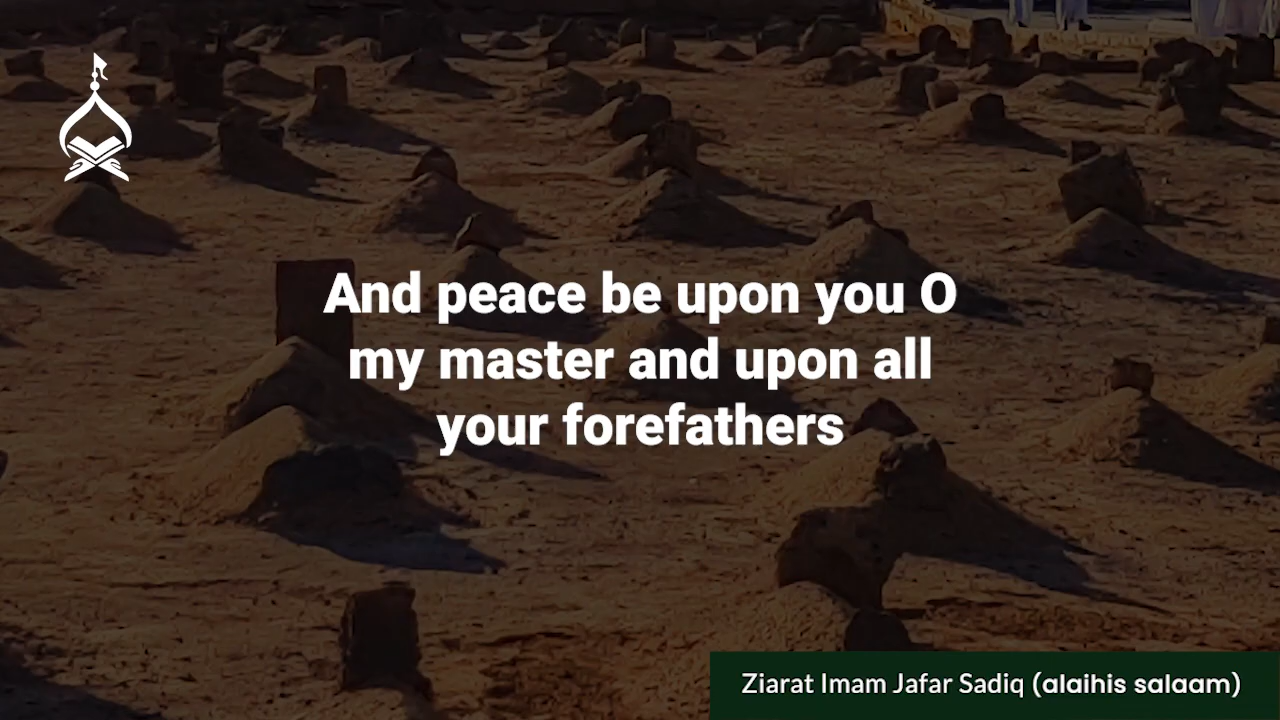 And peace be upon you O
my master and upon all
your forefathers
Ziarat Imam Jafar Sadiq (alaihis salaam)